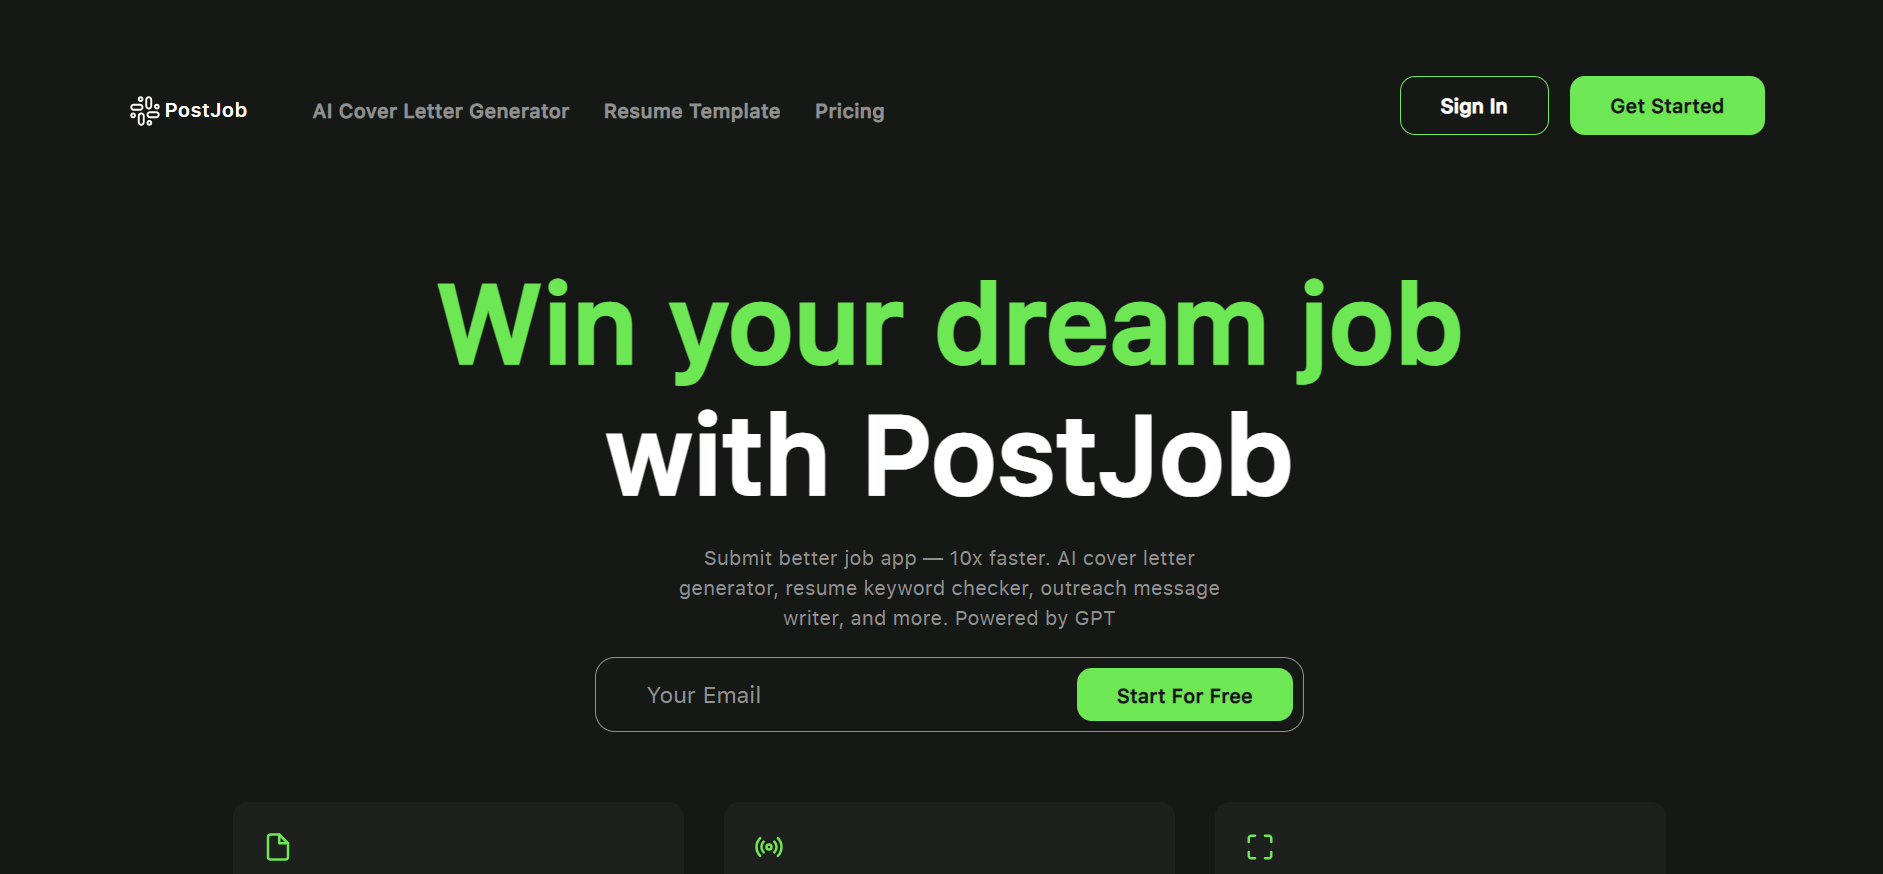 PostJob
AI Cover Letter Generator
Resume Template
Pricing
Sign In
Get Started
Win your dream job
with PostJob
Submit better job app — 10x faster. AI cover letter
generator, resume keyword checker, outreach message
writer, and more. Powered by GPT
Your Email
Start For Free